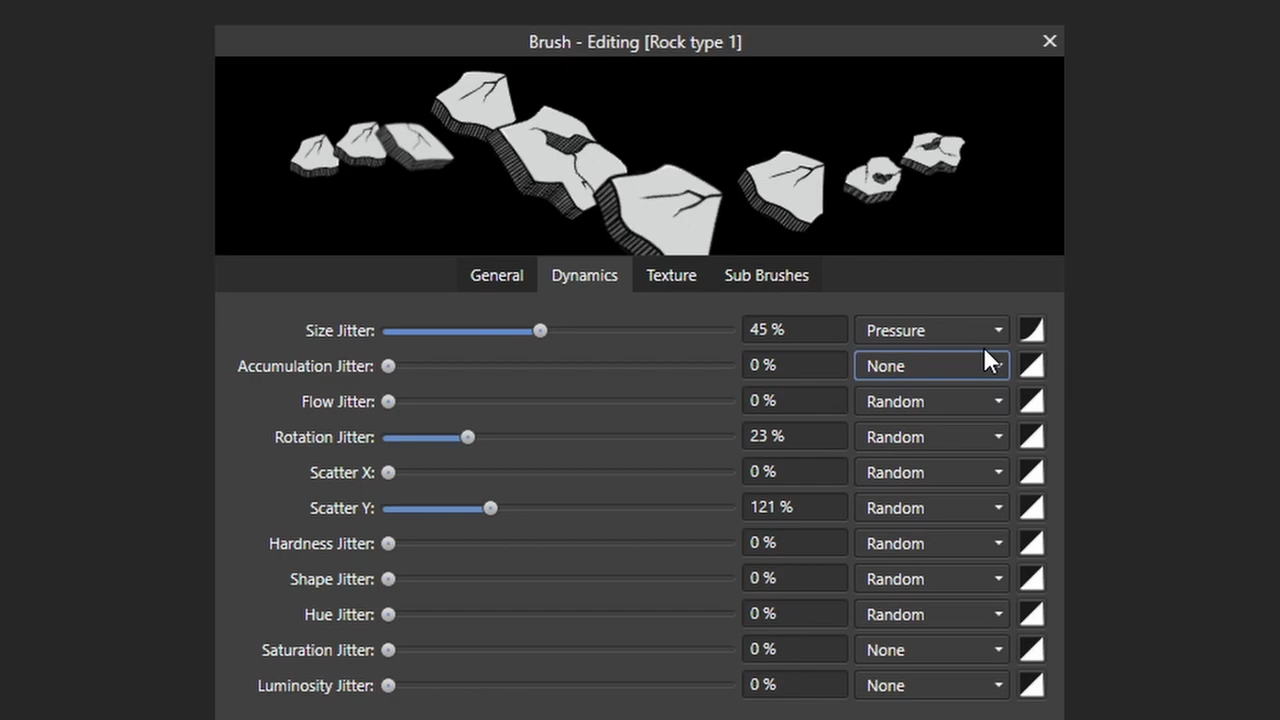 Brush - Editing [Rock type 1]
General Dynamics Texture Sub Brushes
Size Jitter: 45 % Pressure
Accumulation Jitter: 0 % None
Flow Jitter: 0 % Random
Rotation Jitter: 23 % Random
Scatter X: 0 % Random
Scatter Y: 121 % Random
Hardness Jitter: 0 % Random
Shape Jitter: 0 % Random
Hue Jitter: 0 % Random
Saturation Jitter: 0 % None
Luminosity Jitter: 0 % None